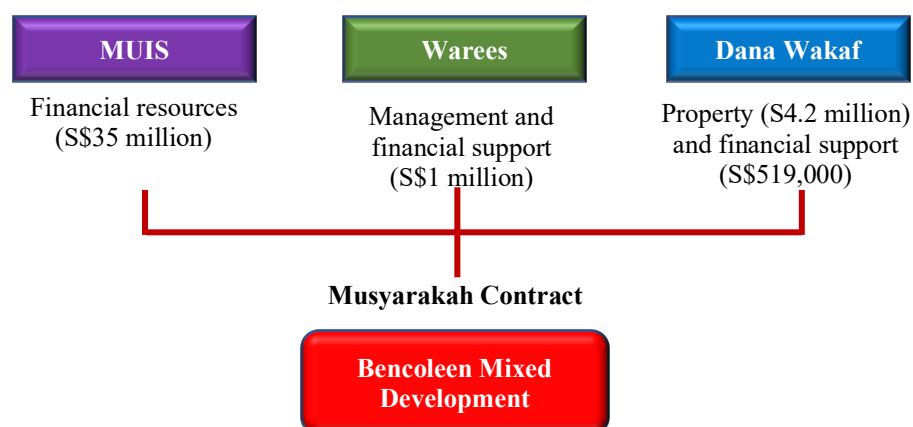 MUIS
Financial resources
(S$35 million)
Warees
Management and
financial support
(S$1 million)
Dana Wakaf
Property (S4.2 million)
and financial support
(S$519,000)
Musyarakah Contract
Bencoleen Mixed
Development